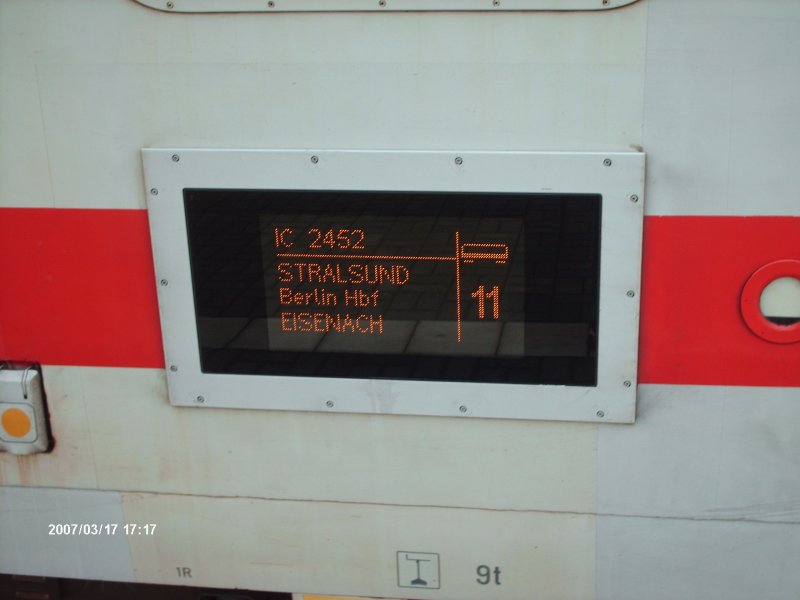 IC 2452
STRALSUND
Berlin Hbf
EISENACH
11
2007/03/17 17:17
1R
9t